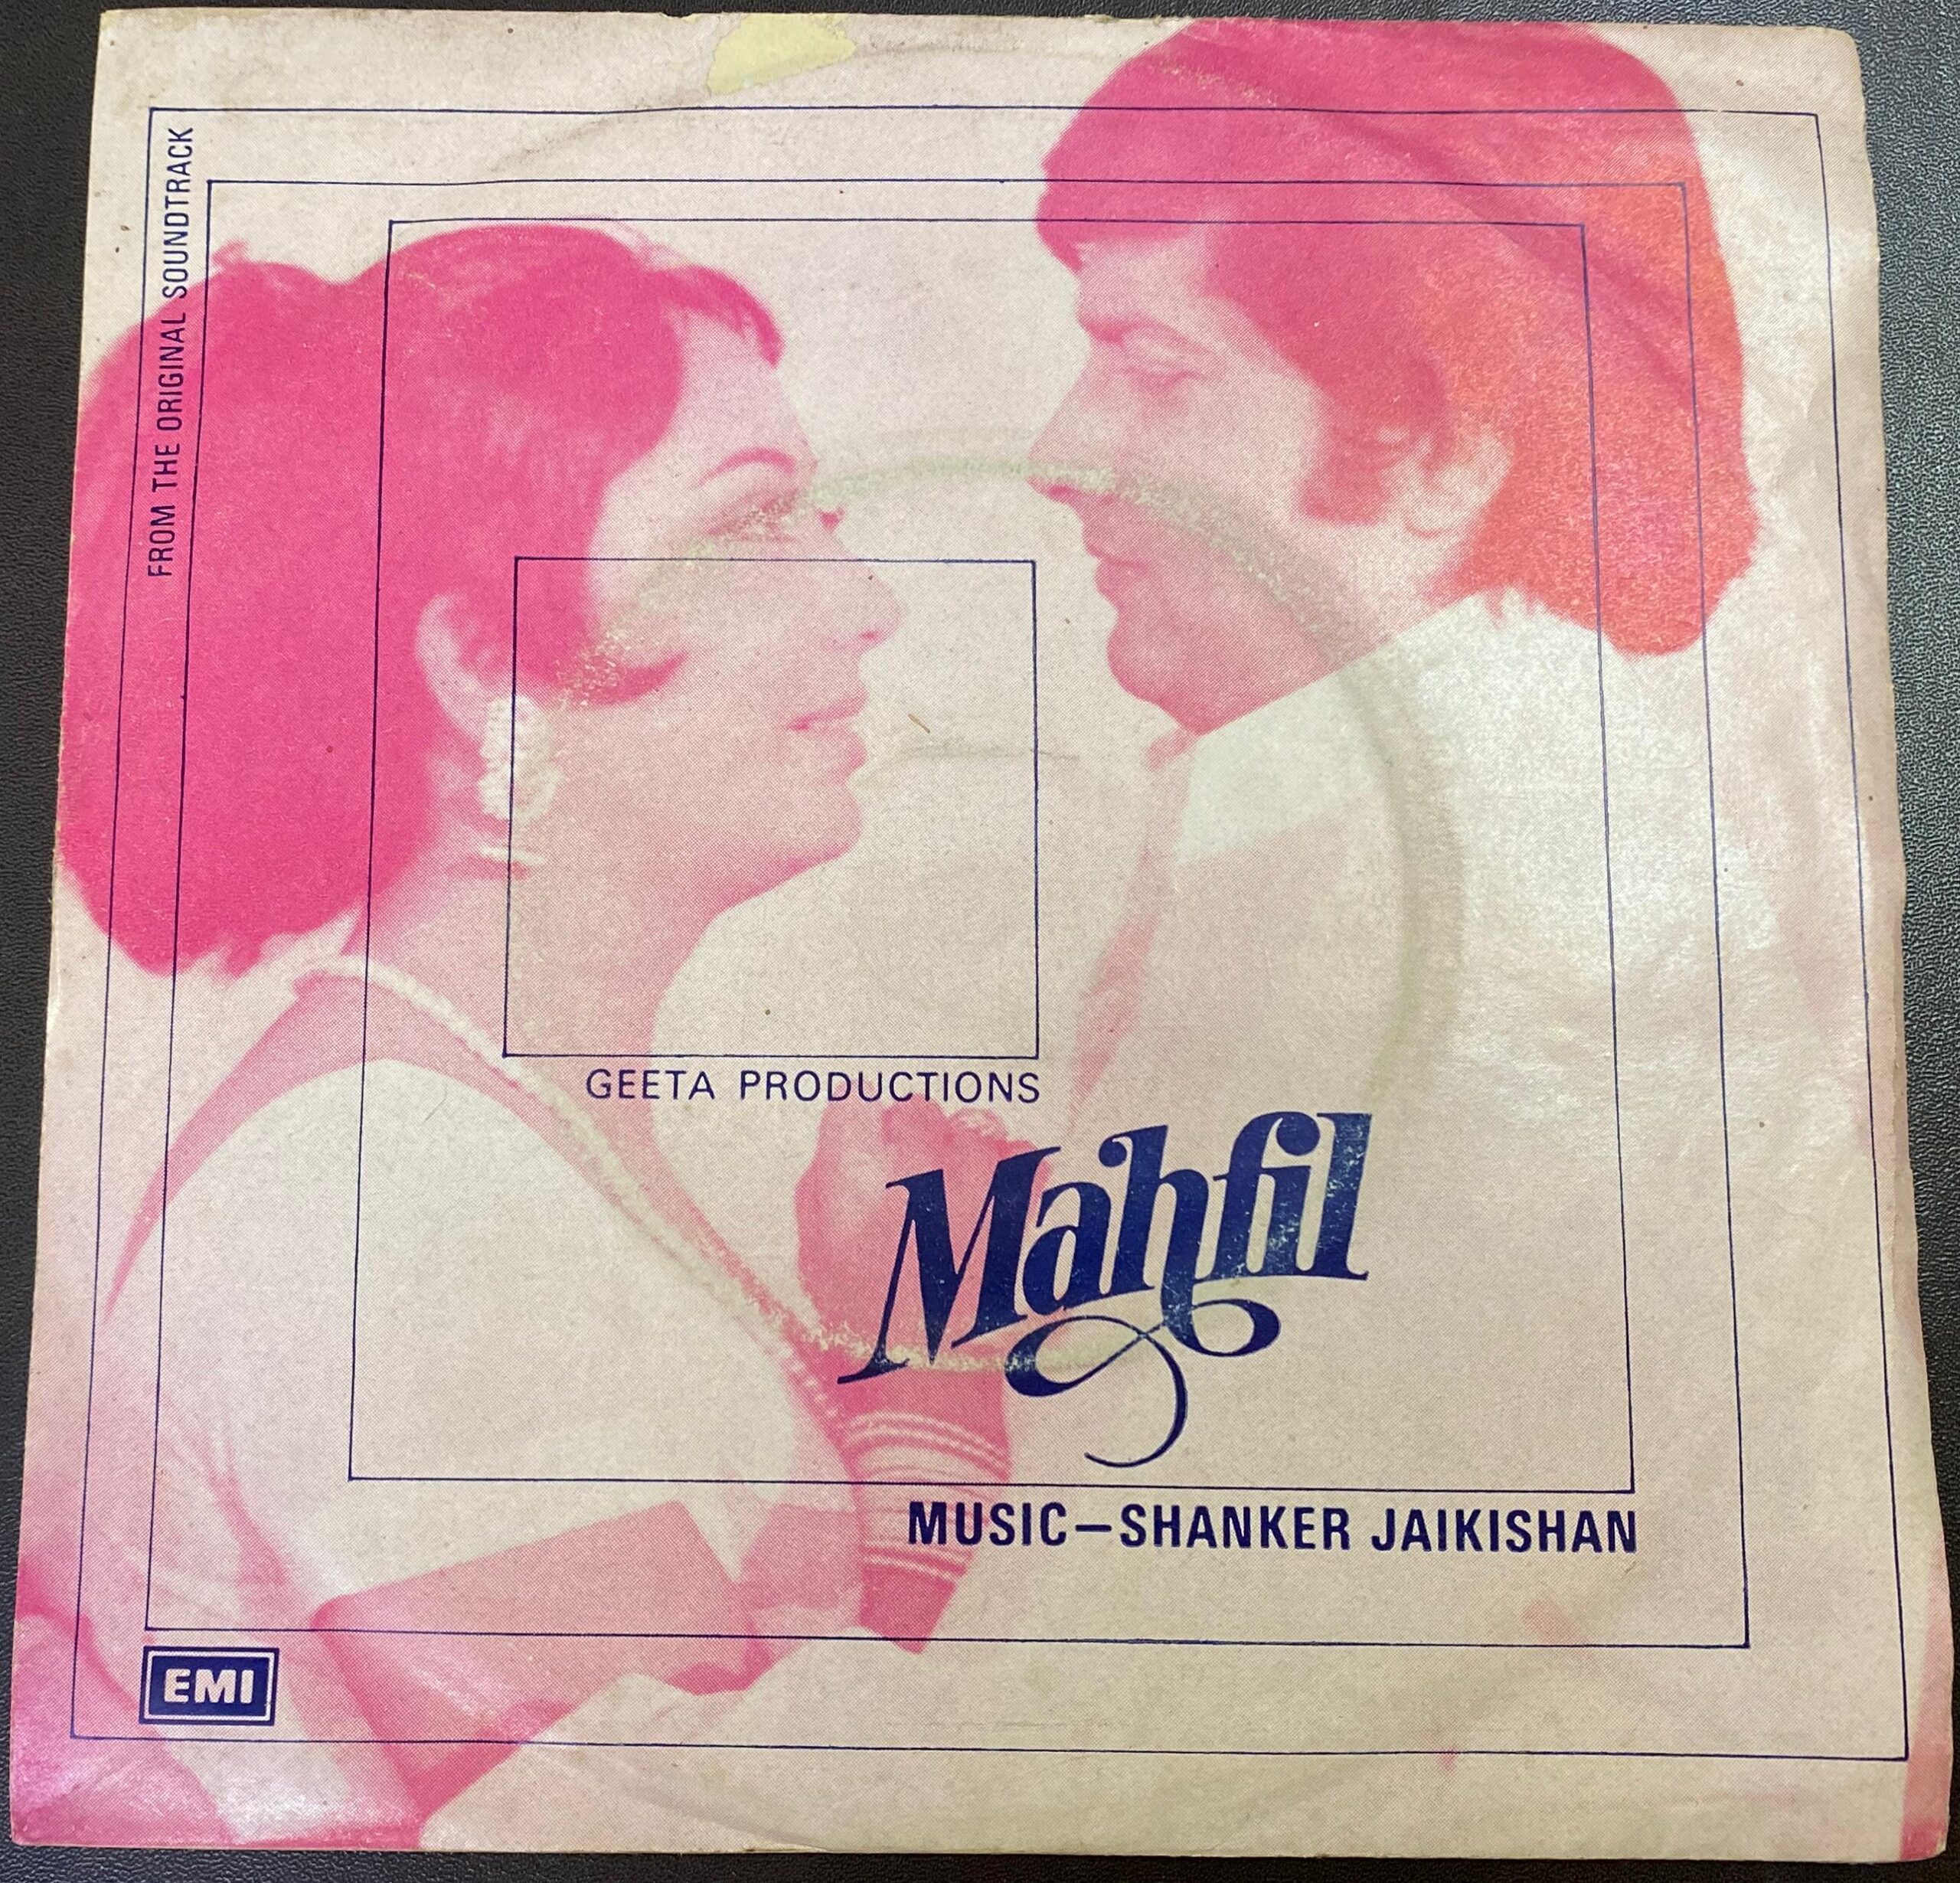 FROM THE ORIGINAL SOUNDTRACK
GEETA PRODUCTIONS
Mahfil
MUSIC–SHANKER JAIKISHAN
EMI